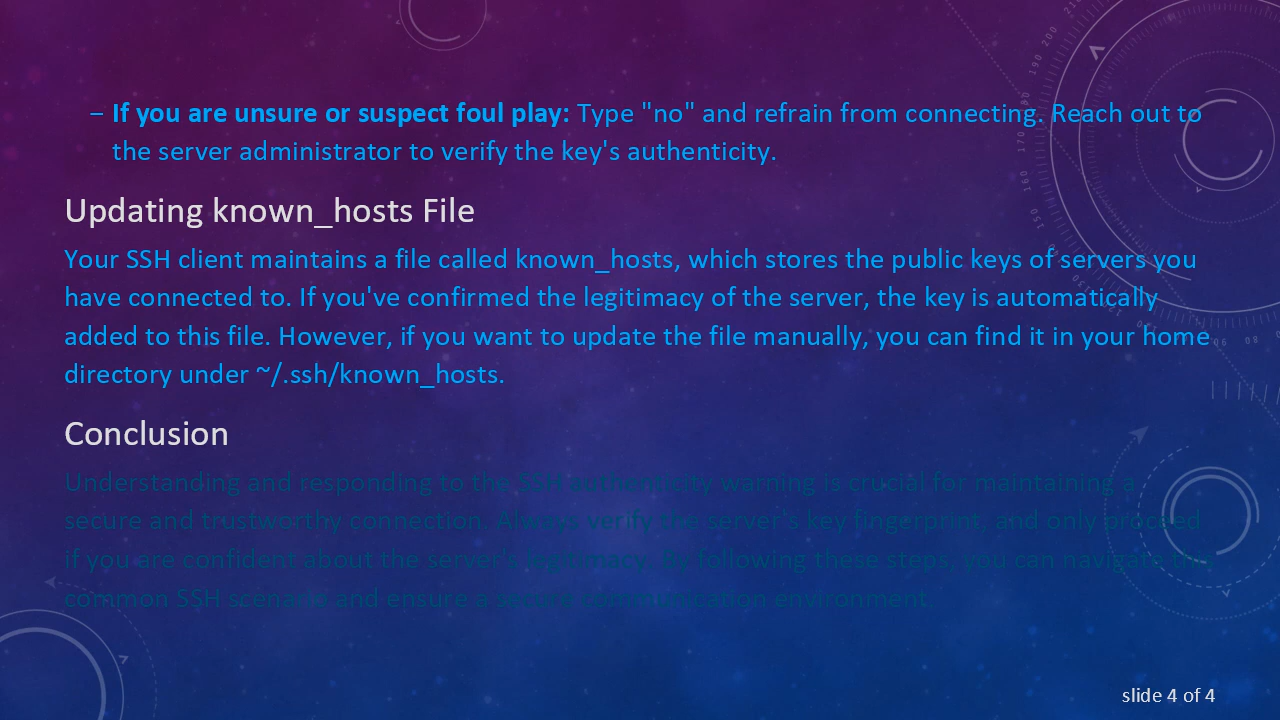 – If you are unsure or suspect foul play: Type "no" and refrain from connecting. Reach out to
the server administrator to verify the key's authenticity.
Updating known_hosts File
Your SSH client maintains a file called known_hosts, which stores the public keys of servers you
have connected to. If you've confirmed the legitimacy of the server, the key is automatically
added to this file. However, if you want to update the file manually, you can find it in your home
directory under ~/.ssh/known_hosts.
Conclusion
Understanding and responding to the SSH authenticity warning is crucial for maintaining a
secure and trustworthy connection. Always verify the server's key fingerprint, and only proceed
if you are confident about the server's legitimacy. By following these steps, you can navigate this
common SSH scenario and ensure a secure communication environment.
slide 4 of 4